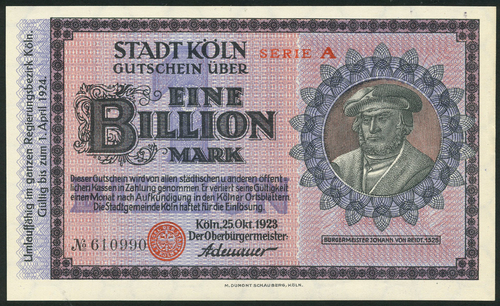 Umlauffähig im ganzen Regierungsbezirk Köln.
Gültig bis zum 1. April 1924.
STADT KÖLN
SERIE A
GUTSCHEIN ÜBER
EINE
BILLION
MARK
Dieser Gutschein wird von allen städtischen u anderen öffent-
lichen Kassen in Zahlung genommen. Er verliert seine Gültigkeit
einen Monat nach Aufkündigung in den Kölner Ortsblättern.
Die Stadtgemeinde Köln haftet für die Einlösung.
Köln, 25. Okt. 1923
Der Oberbürgermeister
Adenauer
№ 610990
BÜRGERMEISTER JOHANN VON REIDT, 1525
M. DUMONT SCHAUBERG, KÖLN.